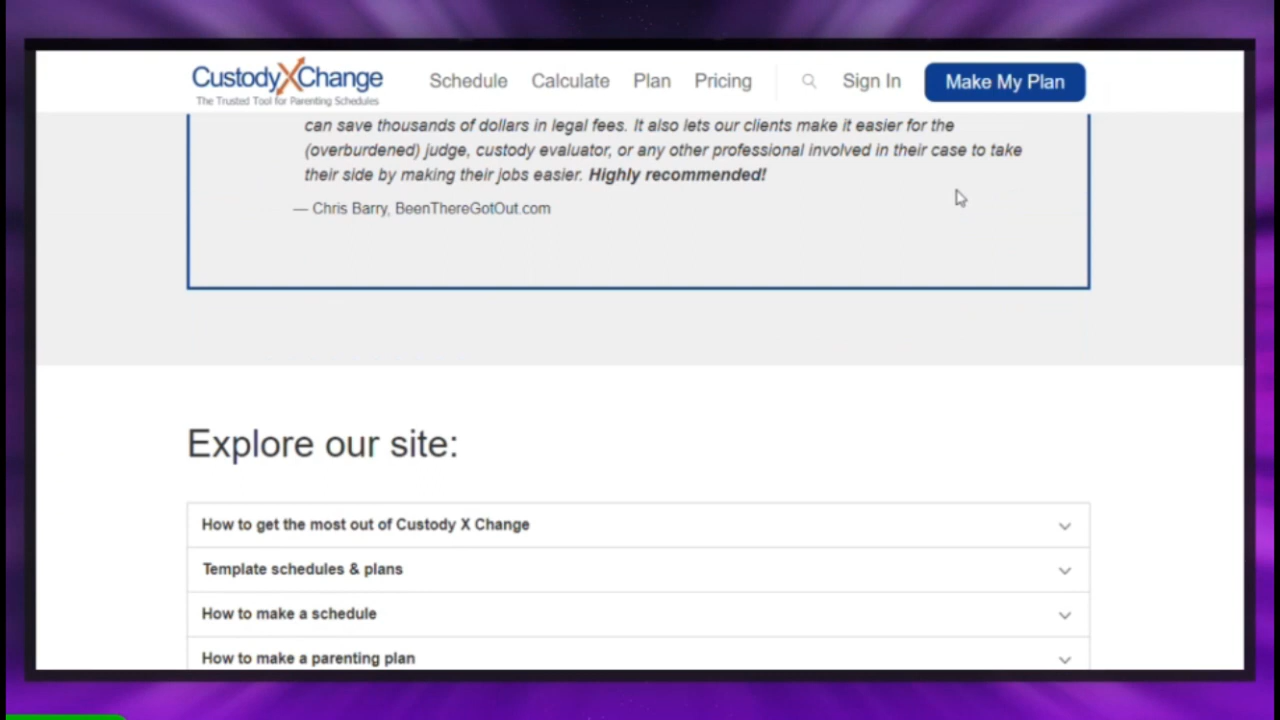 CustodyXChange
The Trusted Tool for Parenting Schedules
Schedule Calculate Plan Pricing Sign In Make My Plan
can save thousands of dollars in legal fees. It also lets our clients make it easier for the
(overburdened) judge, custody evaluator, or any other professional involved in their case to take
their side by making their jobs easier. Highly recommended!
— Chris Barry, BeenThereGotOut.com
Explore our site:
How to get the most out of Custody X Change
Template schedules & plans
How to make a schedule
How to make a parenting plan